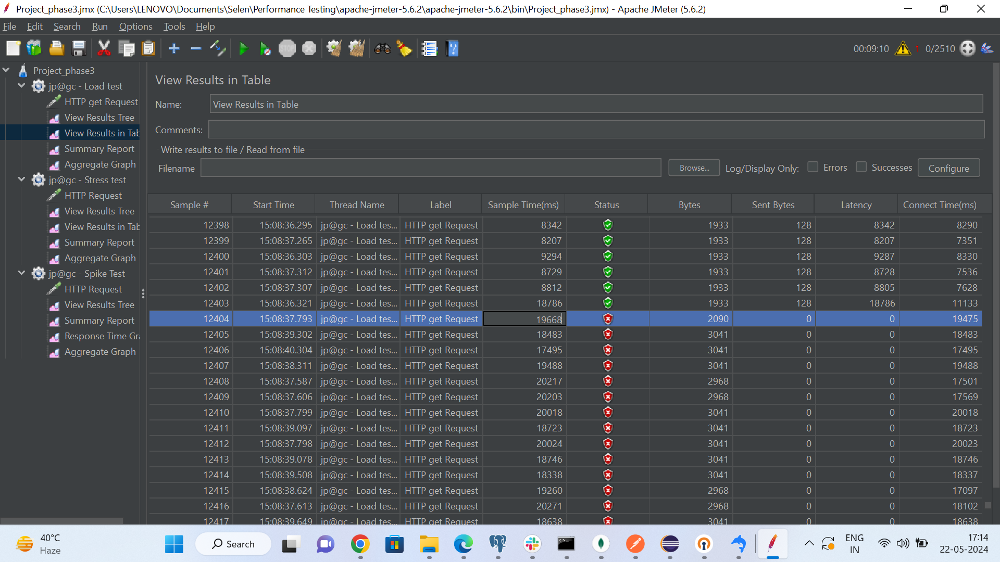 Project_phase3.jmx (C:\Users\LENOVO\Documents\Selen\Performance Testing\apache-jmeter-5.6.2\apache-jmeter-5.6.2\bin\Project_phase3.jmx) - Apache JMeter (5.6.2)
File Edit Search Run Options Tools Help
STOP 00:09:10 1 0/2510
Project_phase3
jp@gc - Load test
HTTP get Request
View Results Tree
View Results in Tab
Summary Report
Aggregate Graph
jp@gc - Stress test
HTTP Request
View Results Tree
View Results in Tab
Summary Report
Aggregate Graph
jp@gc - Spike Test
HTTP Request
View Results Tree
Summary Report
Response Time Gra
Aggregate Graph
View Results in Table
Name: View Results in Table
Comments:
Write results to file / Read from file
Filename Browse... Log/Display Only: Errors Successes Configure
Sample # Start Time Thread Name Label Sample Time(ms) Status Bytes Sent Bytes Latency Connect Time(ms)
12398 15:08:36.295 jp@gc - Load tes... HTTP get Request 8342 1933 128 8342 8290
12399 15:08:37.265 jp@gc - Load tes... HTTP get Request 8207 1933 128 8207 7351
12400 15:08:36.303 jp@gc - Load tes... HTTP get Request 9294 1933 128 9287 8330
12401 15:08:37.312 jp@gc - Load tes... HTTP get Request 8729 1933 128 8728 7536
12402 15:08:37.307 jp@gc - Load tes... HTTP get Request 8812 1933 128 8805 7628
12403 15:08:36.321 jp@gc - Load tes... HTTP get Request 18786 1933 128 18786 11133
12404 15:08:37.793 jp@gc - Load tes... HTTP get Request 19668 2090 0 0 19475
12405 15:08:39.302 jp@gc - Load tes... HTTP get Request 18483 3041 0 0 18483
12406 15:08:40.304 jp@gc - Load tes... HTTP get Request 17495 3041 0 0 17495
12407 15:08:38.311 jp@gc - Load tes... HTTP get Request 19488 3041 0 0 19488
12408 15:08:37.587 jp@gc - Load tes... HTTP get Request 20217 2968 0 0 17501
12409 15:08:37.606 jp@gc - Load tes... HTTP get Request 20203 2968 0 0 17569
12410 15:08:37.799 jp@gc - Load tes... HTTP get Request 20018 3041 0 0 20018
12411 15:08:39.097 jp@gc - Load tes... HTTP get Request 18723 3041 0 0 18723
12412 15:08:37.798 jp@gc - Load tes... HTTP get Request 20024 3041 0 0 20023
12413 15:08:39.078 jp@gc - Load tes... HTTP get Request 18746 3041 0 0 18746
12414 15:08:39.508 jp@gc - Load tes... HTTP get Request 18338 3041 0 0 18337
12415 15:08:38.624 jp@gc - Load tes... HTTP get Request 19260 2968 0 0 17097
12416 15:08:37.613 jp@gc - Load tes... HTTP get Request 20271 2968 0 0 18102
12417 15:08:39.649 jp@gc - Load tes... HTTP get Request 18638 3041 0 0 18638
40°C
Haze
Search
ENG
IN
17:14
22-05-2024